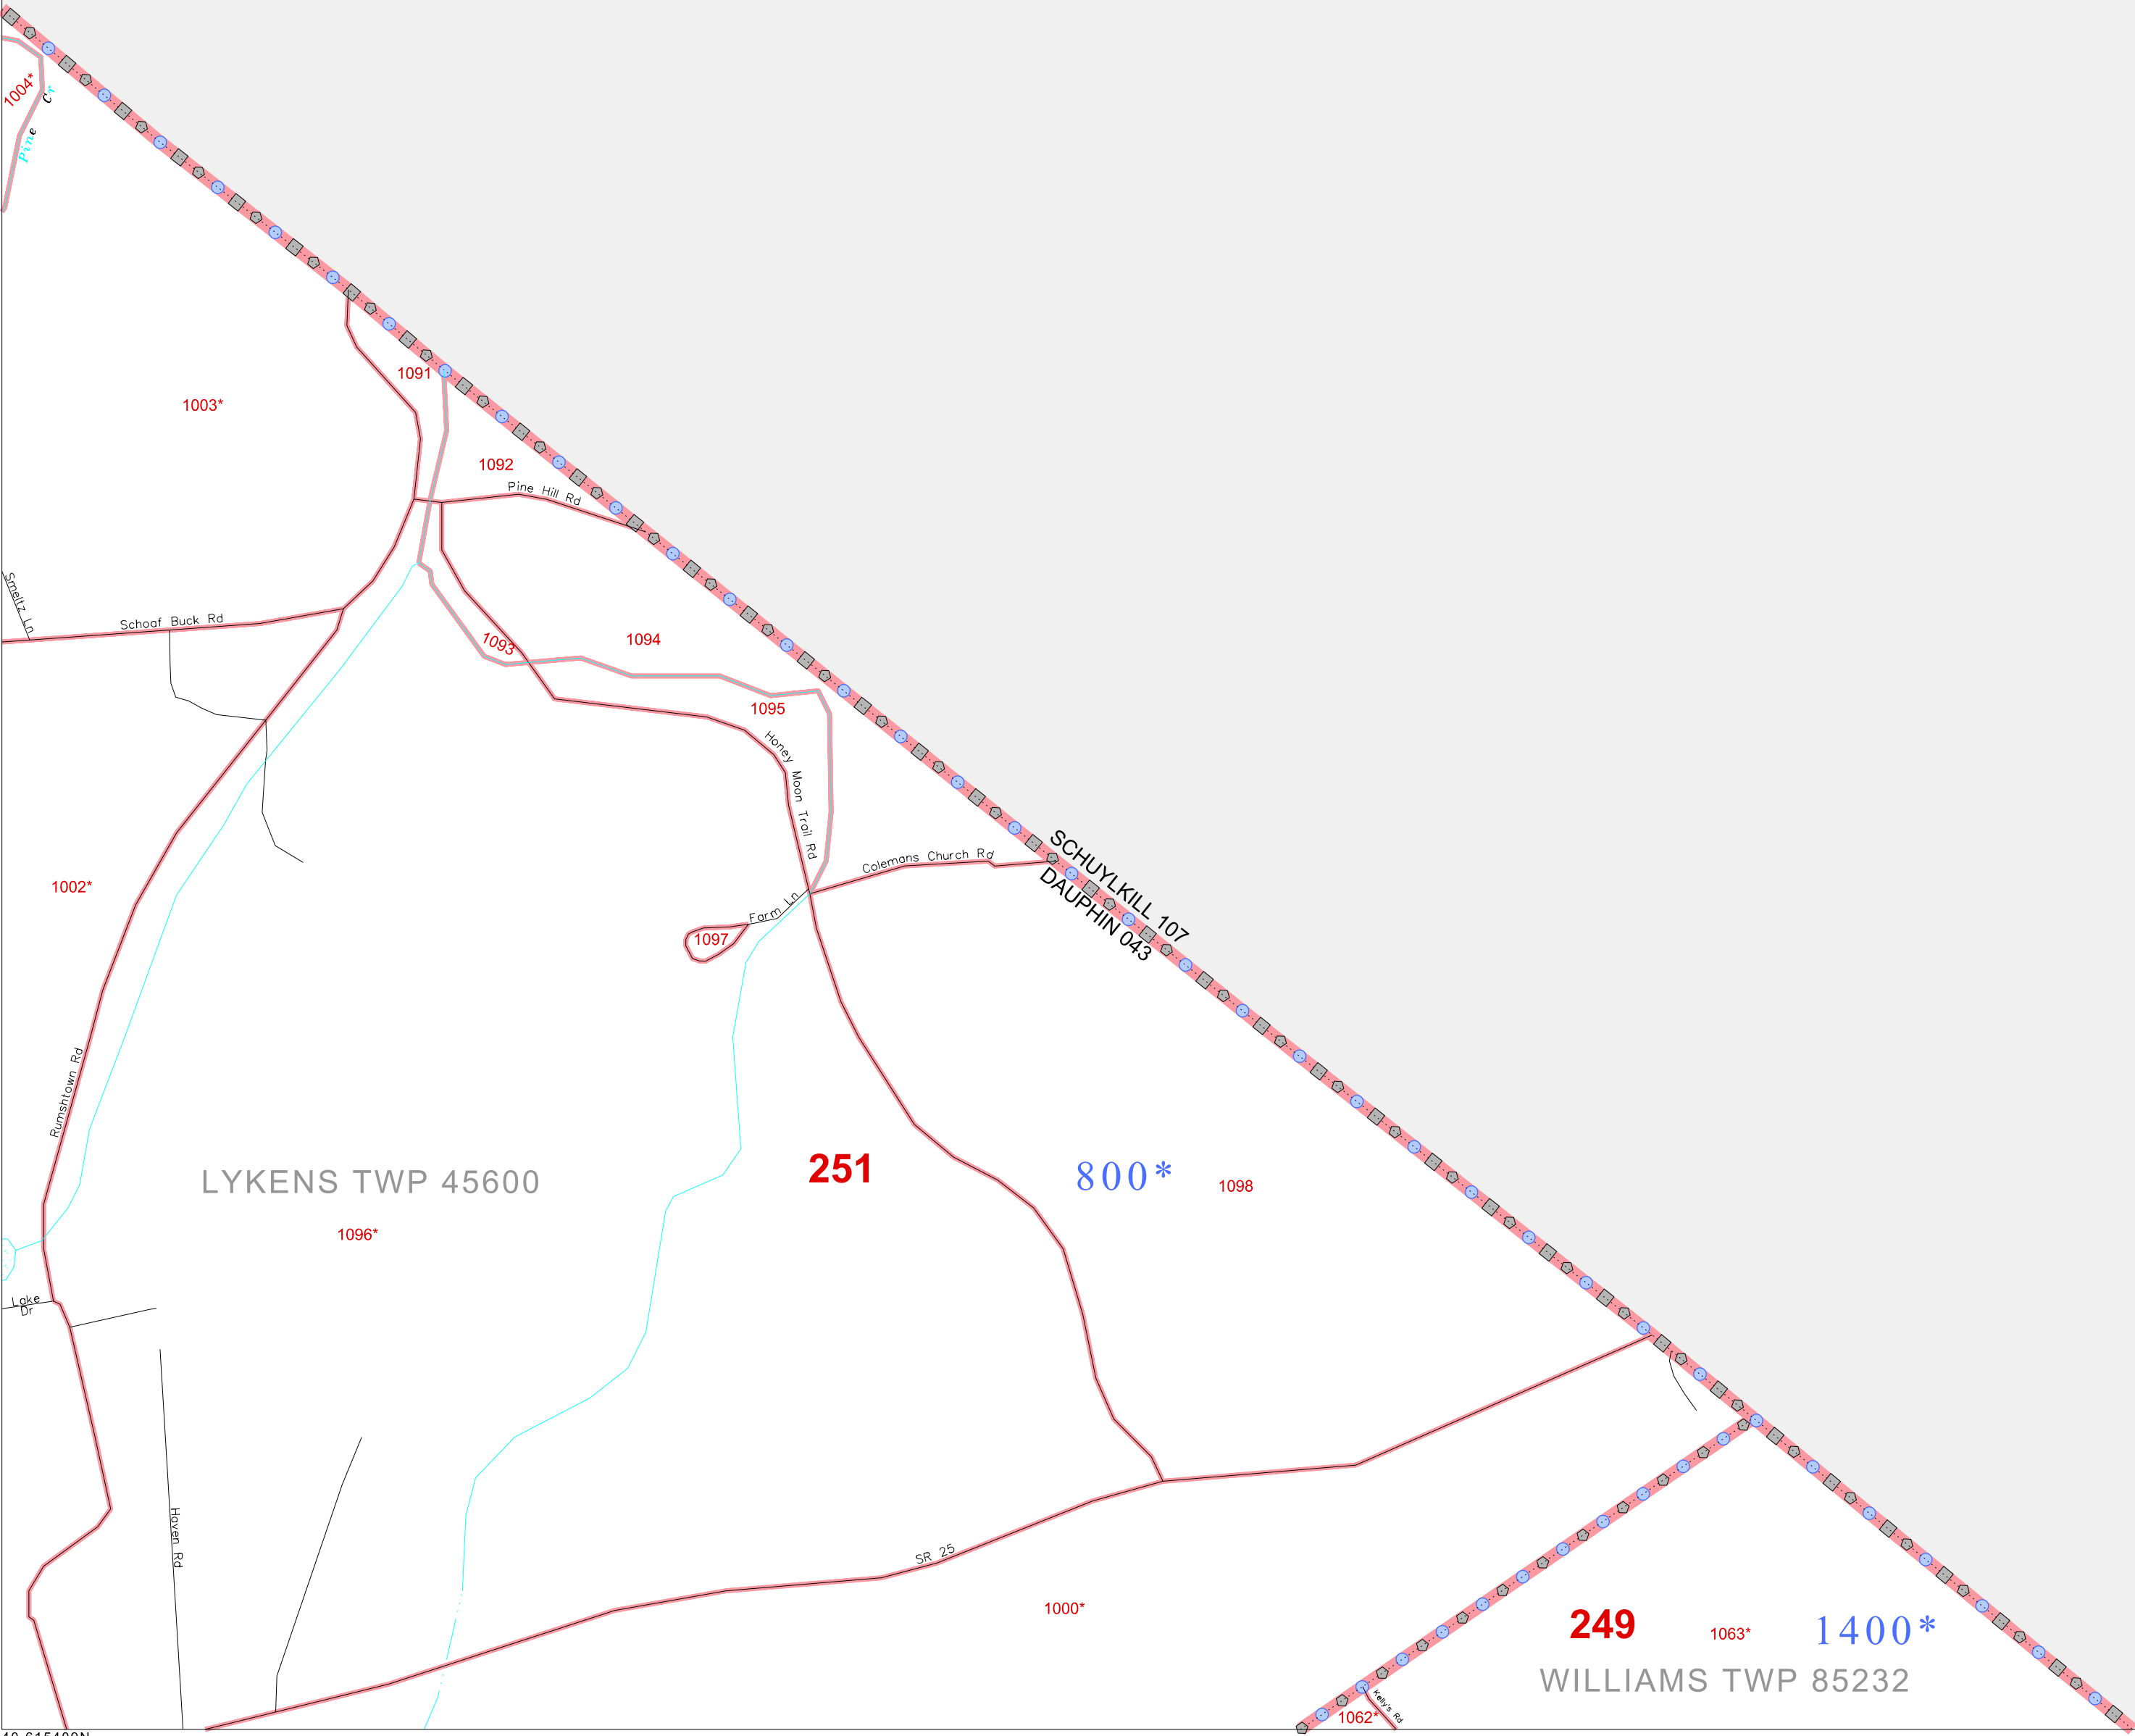 1004*
Pine Cr
1091
1003*
1092
Pine Hill Rd
Smeltz Ln
Schoaf Buck Rd
1093
1094
1095
Honey Moon Trail Rd
SCHUYLKILL 107
DAUPHIN 043
Colemans Church Rd
1002*
Farm Ln
1097
Rumshtown Rd
251
800*
LYKENS TWP 45600
1098
1096*
Lake
Dr
Haven Rd
SR 25
1000*
249
1063*
1400*
WILLIAMS TWP 85232
Kelly's Rd
1062*